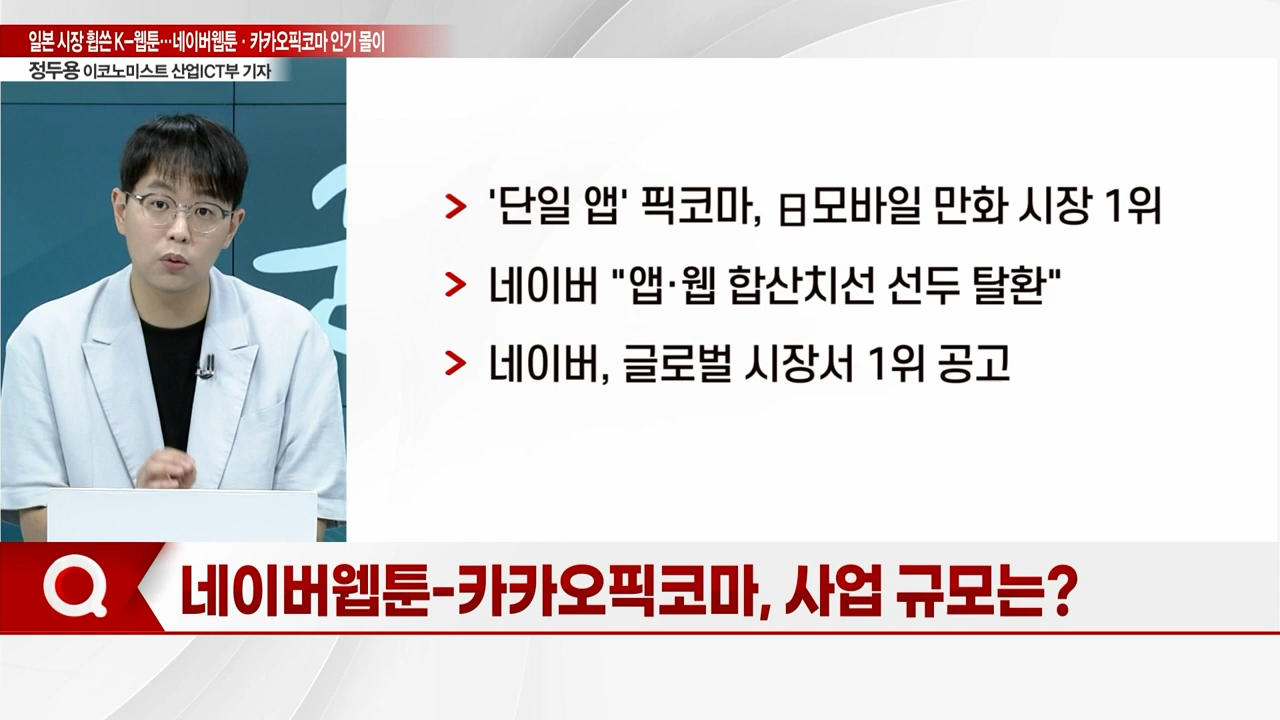 일본 시장 휩쓴 K-웹툰…네이버웹툰·카카오픽코마 인기 몰이
정두용 이코노미스트 산업ICT부 기자
> '단일 앱' 픽코마, 日모바일 만화 시장 1위
> 네이버 "앱·웹 합산치선 선두 탈환"
> 네이버, 글로벌 시장서 1위 공고
Q 네이버웹툰-카카오픽코마, 사업 규모는?